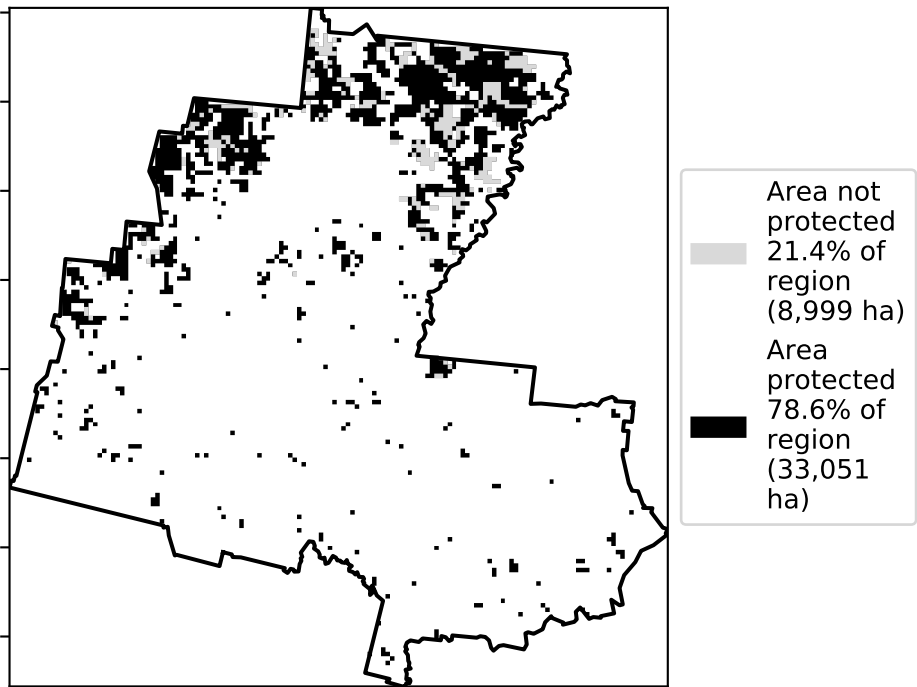 Area not
protected
21.4% of
region
(8,999 ha)
Area
protected
78.6% of
region
(33,051
ha)